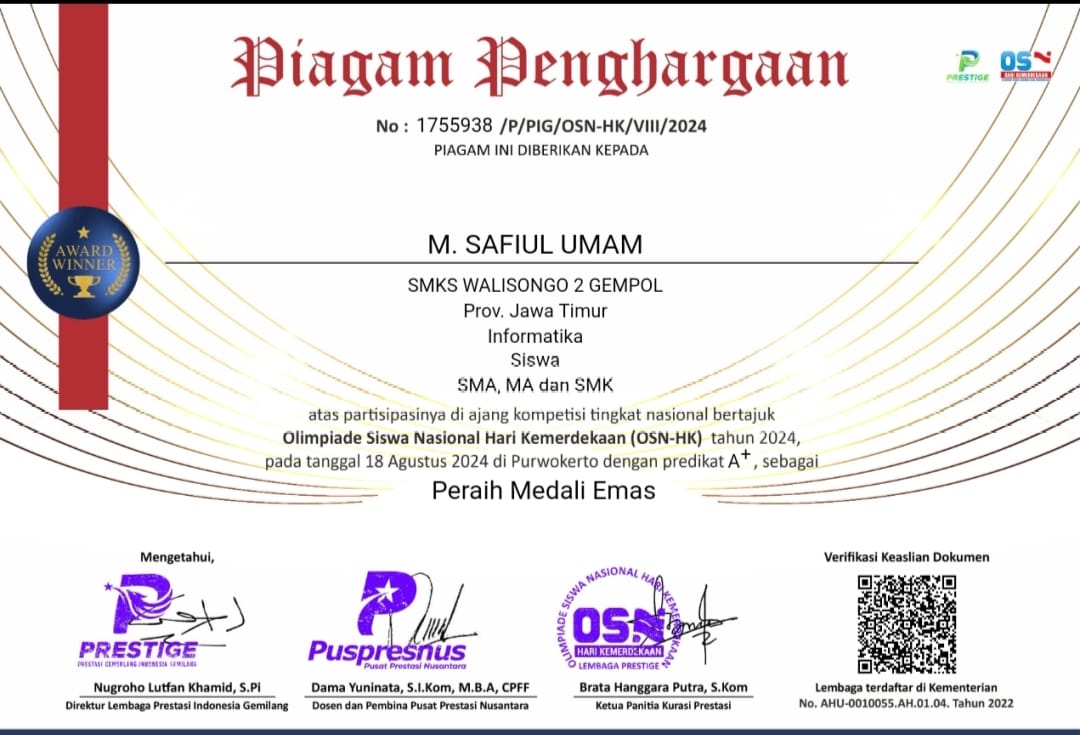 Piagam Penghargaan
PRESTIGE
OSN
HARI KEMERDEKAAN
No : 1755938 /P/PIG/OSN-HK/VIII/2024
PIAGAM INI DIBERIKAN KEPADA
AWARD
WINNER
M. SAFIUL UMAM
SMKS WALISONGO 2 GEMPOL
Prov. Jawa Timur
Informatika
Siswa
SMA, MA dan SMK
atas partisipasinya di ajang kompetisi tingkat nasional bertajuk
Olimpiade Siswa Nasional Hari Kemerdekaan (OSN-HK) tahun 2024,
pada tanggal 18 Agustus 2024 di Purwokerto dengan predikat A+, sebagai
Peraih Medali Emas
Mengetahui,
PRESTIGE
PRESTASI GEMERLANG INDONESIA GEMILANG
Nugroho Lutfan Khamid, S.Pi
Direktur Lembaga Prestasi Indonesia Gemilang
Puspresnus
Pusat Prestasi Nusantara
Dama Yuninata, S.I.Kom, M.B.A, CPFF
Dosen dan Pembina Pusat Prestasi Nusantara
OLIMPIADE SISWA NASIONAL HARI KEMERDEKAAN
OSN
HARI KEMERDEKAAN
LEMBAGA PRESTIGE
Brata Hanggara Putra, S.Kom
Ketua Panitia Kurasi Prestasi
Verifikasi Keaslian Dokumen
Lembaga terdaftar di Kementerian
No. AHU-0010055.AH.01.04. Tahun 2022